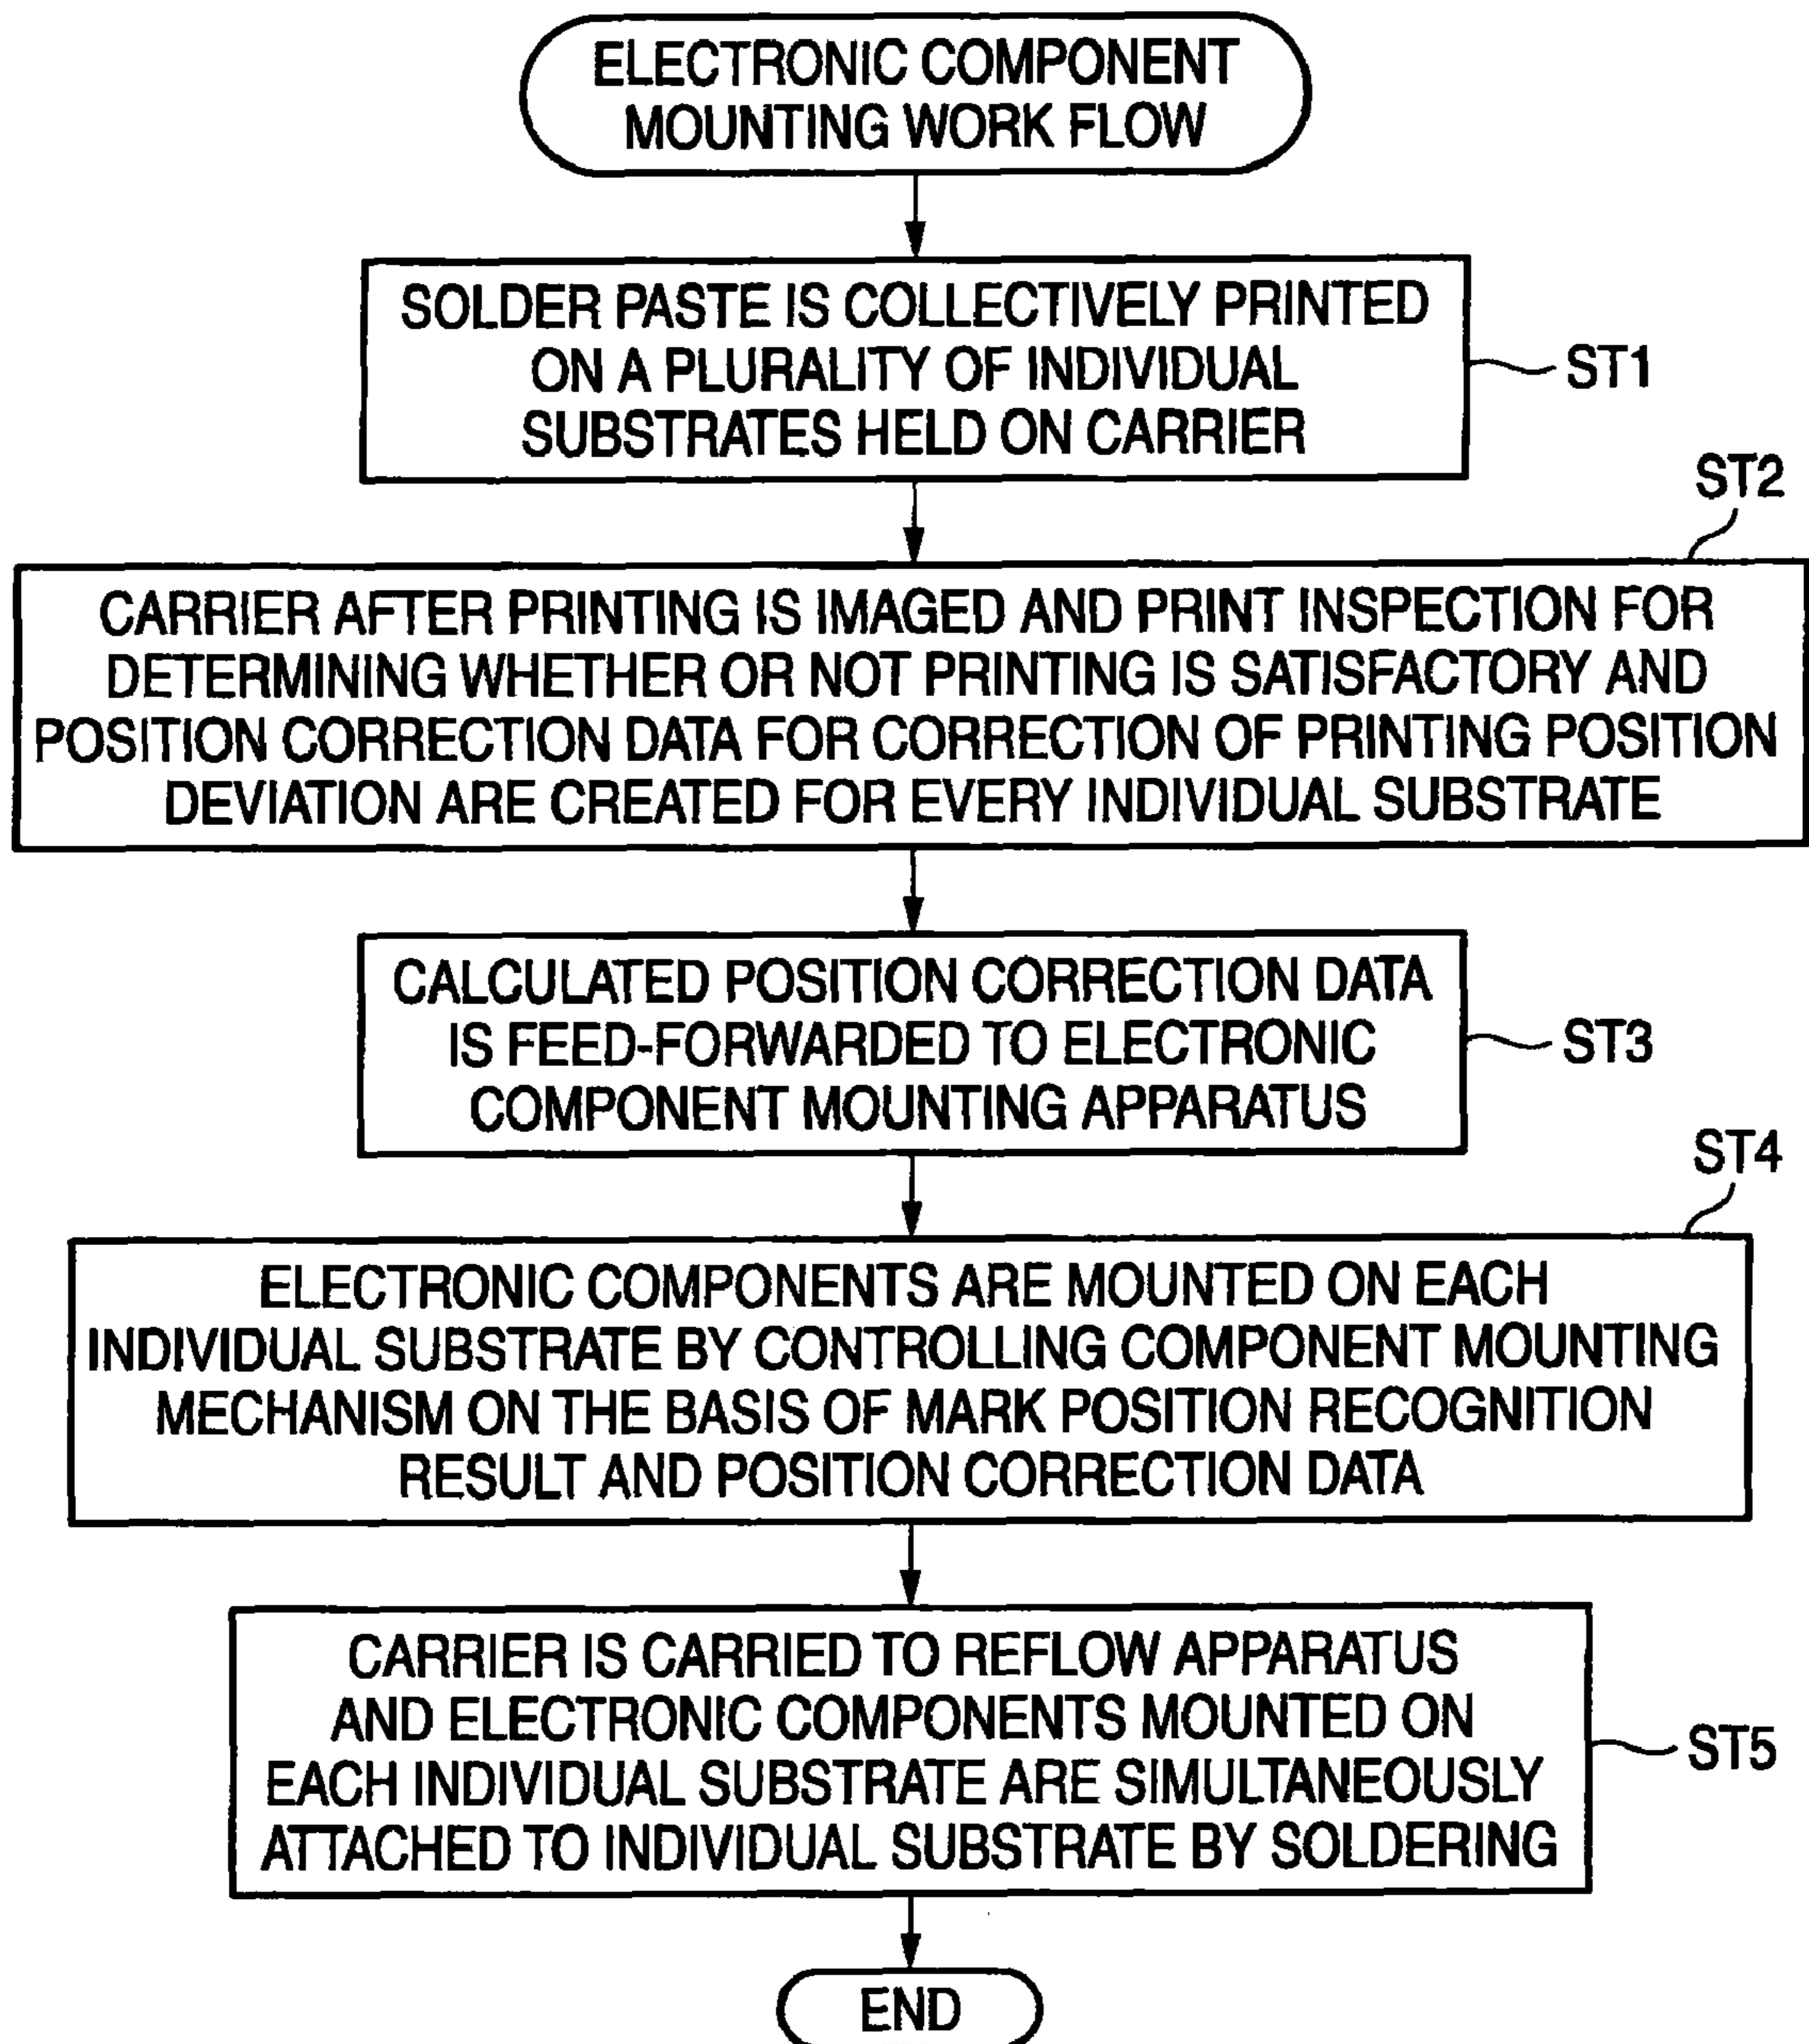 ELECTRONIC COMPONENT
MOUNTING WORK FLOW
SOLDER PASTE IS COLLECTIVELY PRINTED
ON A PLURALITY OF INDIVIDUAL
SUBSTRATES HELD ON CARRIER
ST1
ST2
CARRIER AFTER PRINTING IS IMAGED AND PRINT INSPECTION FOR
DETERMINING WHETHER OR NOT PRINTING IS SATISFACTORY AND
POSITION CORRECTION DATA FOR CORRECTION OF PRINTING POSITION
DEVIATION ARE CREATED FOR EVERY INDIVIDUAL SUBSTRATE
CALCULATED POSITION CORRECTION DATA
IS FEED-FORWARDED TO ELECTRONIC
COMPONENT MOUNTING APPARATUS
ST3
ST4
ELECTRONIC COMPONENTS ARE MOUNTED ON EACH
INDIVIDUAL SUBSTRATE BY CONTROLLING COMPONENT MOUNTING
MECHANISM ON THE BASIS OF MARK POSITION RECOGNITION
RESULT AND POSITION CORRECTION DATA
CARRIER IS CARRIED TO REFLOW APPARATUS
AND ELECTRONIC COMPONENTS MOUNTED ON
EACH INDIVIDUAL SUBSTRATE ARE SIMULTANEOUSLY
ATTACHED TO INDIVIDUAL SUBSTRATE BY SOLDERING
ST5
END